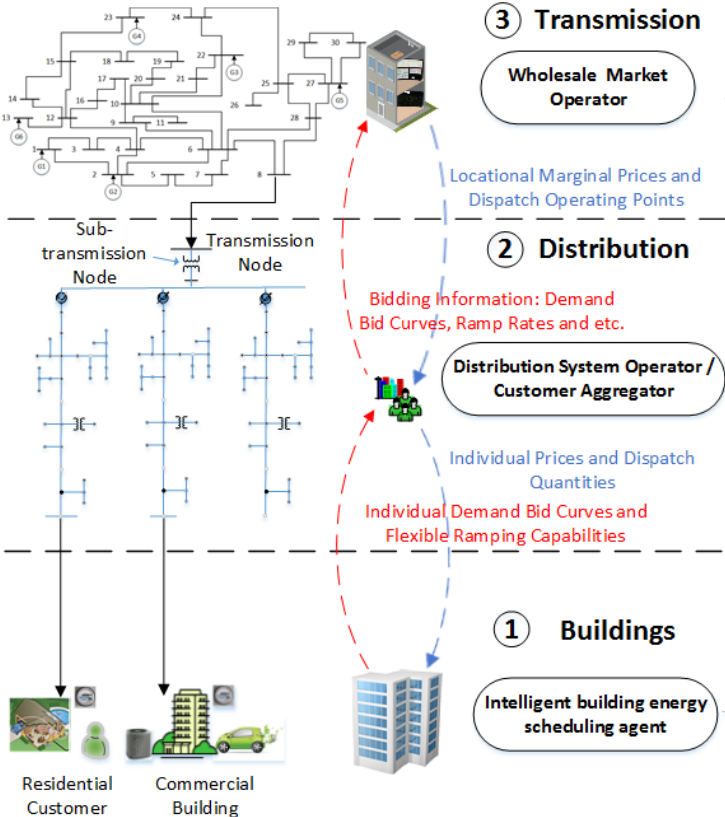 3 Transmission
Wholesale Market
Operator
23
24
G4
29
30
15
18
19
22
G3
17
20
21
25
27
G5
14
16
10
26
13
12
9
11
28
G6
1
3
4
6
G1
2
G2
5
7
8
Locational Marginal Prices and
Dispatch Operating Points
Sub-
transmission
Node
Transmission
Node
2 Distribution
Bidding Information: Demand
Bid Curves, Ramp Rates and etc.
Distribution System Operator /
Customer Aggregator
Individual Prices and Dispatch
Quantities
Individual Demand Bid Curves and
Flexible Ramping Capabilities
1 Buildings
Intelligent building energy
scheduling agent
Residential
Customer
Commercial
Building